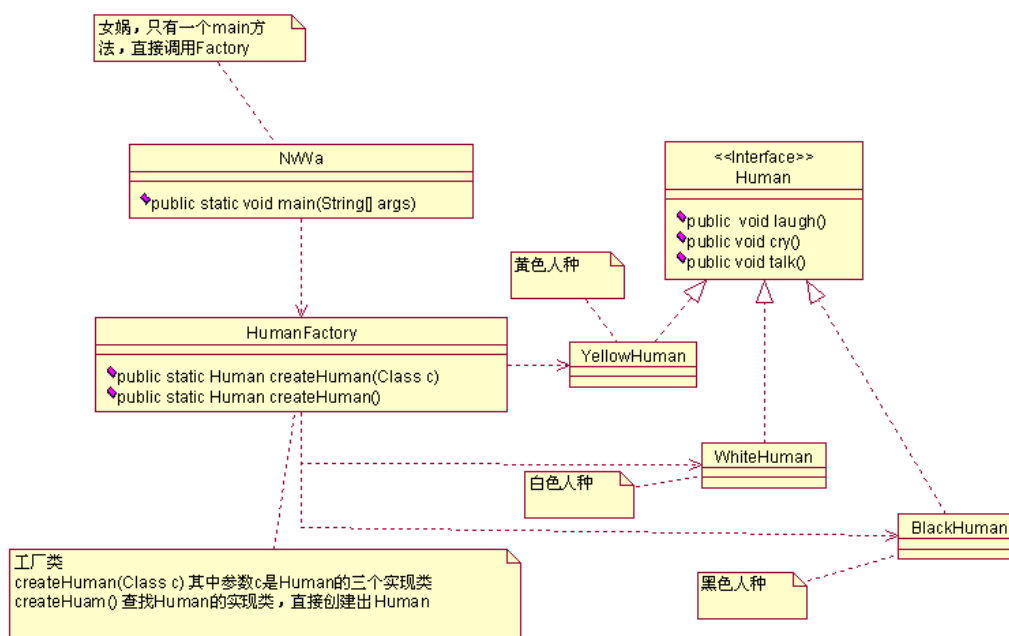 女娲，只有一个main方
法，直接调用Factory
NvWa
public static void main(String[] args)
<<Interface>>
Human
public void laugh()
public void cry()
public void talk()
黄色人种
HumanFactory
public static Human createHuman(Class c)
public static Human createHuman()
YellowHuman
WhiteHuman
白色人种
BlackHuman
工厂类
createHuman(Class c) 其中参数c是Human的三个实现类
createHuam() 查找Human的实现类，直接创建出Human
黑色人种